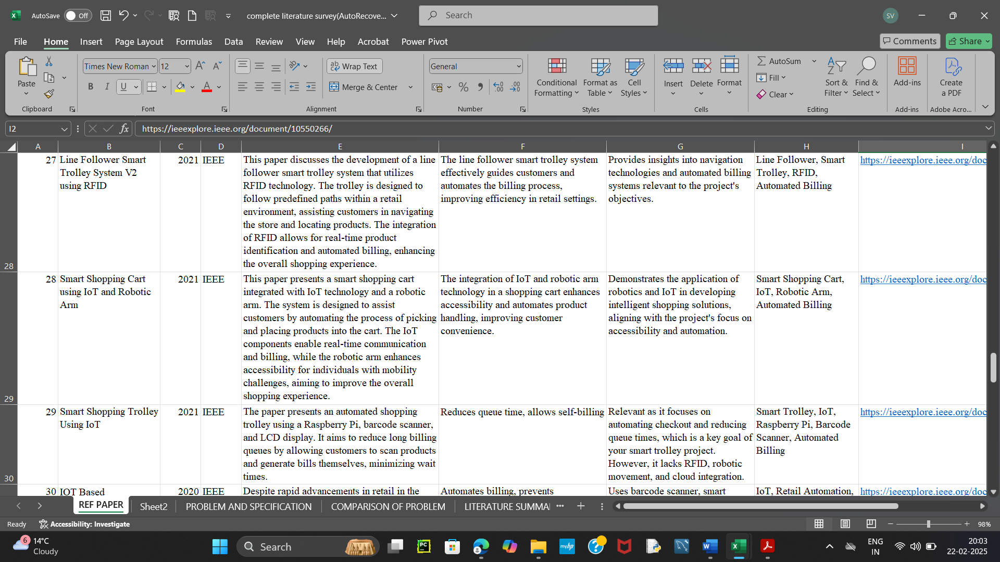 AutoSave Off complete literature survey(AutoRecove... Search SV
File Home Insert Page Layout Formulas Data Review View Help Acrobat Power Pivot Comments Share
Paste
Clipboard
Times New Roman 12
B I U
Font
Wrap Text
Merge & Center
Alignment
General
Number
Conditional Formatting
Format as Table
Cell Styles
Styles
Insert Delete Format
Cells
AutoSum
Fill
Clear
Sort & Filter
Find & Select
Editing
Add-ins
Add-ins
Create a PDF
Adobe Acro...
I2 fx https://ieeexplore.ieee.org/document/10550266/
A B C D E F G H I
28
27
Line Follower Smart
Trolley System V2
using RFID
2021 IEEE
This paper discusses the development of a line
follower smart trolley system that utilizes
RFID technology. The trolley is designed to
follow predefined paths within a retail
environment, assisting customers in navigating
the store and locating products. The integration
of RFID allows for real-time product
identification and automated billing, enhancing
the overall shopping experience.
The line follower smart trolley system
effectively guides customers and
automates the billing process,
improving efficiency in retail settings.
Provides insights into navigation
technologies and automated billing
systems relevant to the project's
objectives.
Line Follower, Smart
Trolley, RFID,
Automated Billing
https://ieeexplore.ieee.org/doc
29
28
Smart Shopping Cart
using IoT and Robotic
Arm
2021 IEEE
This paper presents a smart shopping cart
integrated with IoT technology and a robotic
arm. The system is designed to assist
customers by automating the process of picking
and placing products into the cart. The IoT
components enable real-time communication
and billing, while the robotic arm enhances
accessibility for individuals with mobility
challenges, aiming to improve the overall
shopping experience.
The integration of IoT and robotic arm
technology in a shopping cart enhances
accessibility and automates product
handling, improving customer
convenience.
Demonstrates the application of
robotics and IoT in developing
intelligent shopping solutions,
aligning with the project's focus on
accessibility and automation.
Smart Shopping Cart,
IoT, Robotic Arm,
Automated Billing
https://ieeexplore.ieee.org/doc
30
29
Smart Shopping Trolley
Using IoT
2021 IEEE
The paper presents an automated shopping
trolley using a Raspberry Pi, barcode scanner,
and LCD display. It aims to reduce long billing
queues by allowing customers to scan products
and generate bills themselves, minimizing wait
times.
Reduces queue time, allows self-billing
Relevant as it focuses on
automating checkout and reducing
queue times, which is a key goal of
your smart trolley project.
However, it lacks RFID, robotic
movement, and cloud integration.
Smart Trolley, IoT,
Raspberry Pi, Barcode
Scanner, Automated
Billing
https://ieeexplore.ieee.org/doc
30
IOT Based
2020 IEEE
Despite rapid advancements in retail in the
Automates billing, prevents
Uses barcode scanner, smart
IoT, Retail Automation,
https://ieeexplore.ieee.org/doc
REF PAPER Sheet2 PROBLEM AND SPECIFICATION COMPARISON OF PROBLEM LITERATURE SUMMA
Ready Accessibility: Investigate 98%
6 14°C
Cloudy
Search
PC
myhp
ENG
IN
20:03
22-02-2025